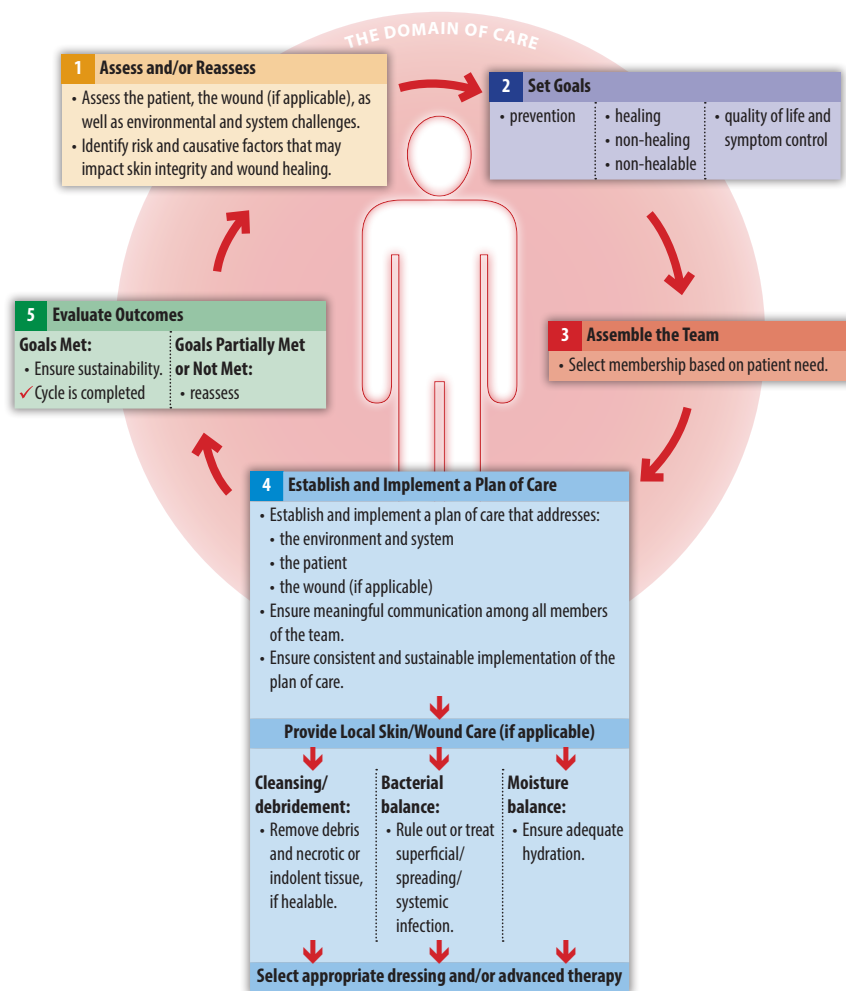 THE DOMAIN OF CARE
1 Assess and/or Reassess
• Assess the patient, the wound (if applicable), as
well as environmental and system challenges.
• Identify risk and causative factors that may
impact skin integrity and wound healing.
2 Set Goals
• prevention
• healing
• non-healing
• non-healable
• quality of life and
symptom control
3 Assemble the Team
• Select membership based on patient need.
4 Establish and Implement a Plan of Care
• Establish and implement a plan of care that addresses:
• the environment and system
• the patient
• the wound (if applicable)
• Ensure meaningful communication among all members
of the team.
• Ensure consistent and sustainable implementation of the
plan of care.
Provide Local Skin/Wound Care (if applicable)
Cleansing/
debridement:
• Remove debris
and necrotic or
indolent tissue,
if healable.
Bacterial
balance:
• Rule out or treat
superficial/
spreading/
systemic
infection.
Moisture
balance:
• Ensure adequate
hydration.
Select appropriate dressing and/or advanced therapy
5 Evaluate Outcomes
Goals Met:
• Ensure sustainability.
✓ Cycle is completed
Goals Partially Met
or Not Met:
• reassess